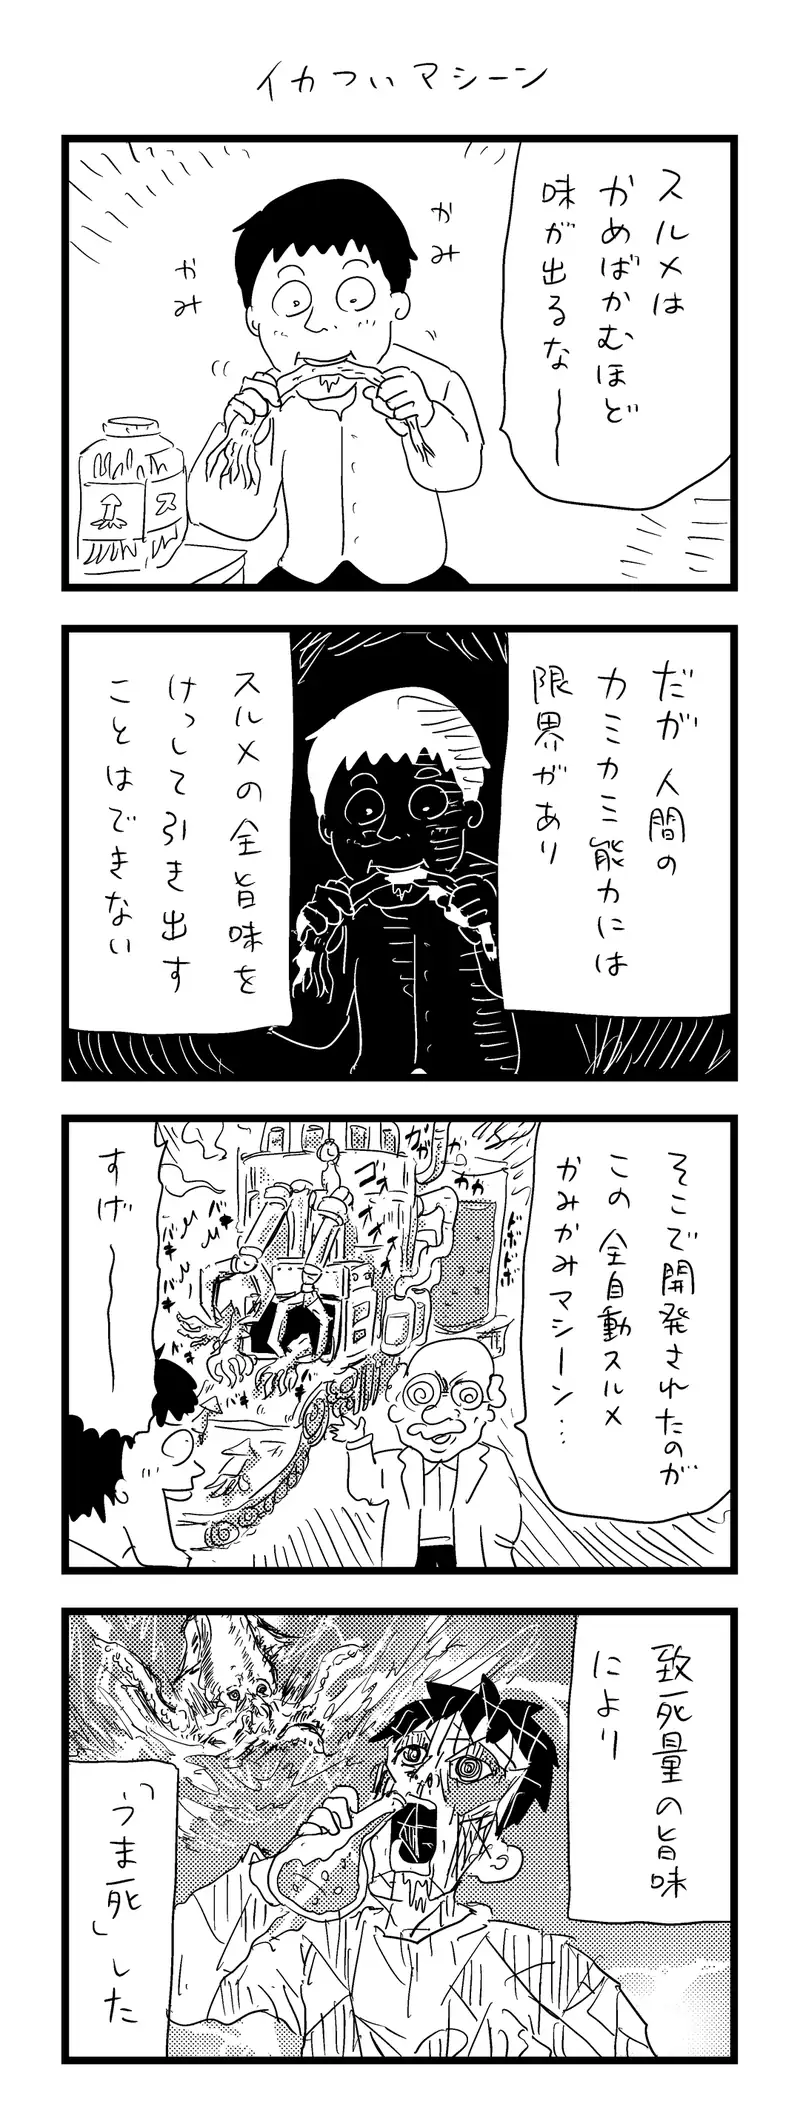 イカついマシーン
スルメは
かめばかむほど
味が出るなー
かみ
かみ
ス
だが人間の
カミカミ能力には
限界があり
スルメの全旨味を
けっして引き出す
ことはできない
そこで開発されたのが
この全自動スルメ
かみかみマシーン…
すげー
致死量の旨味
により
「うま死」した